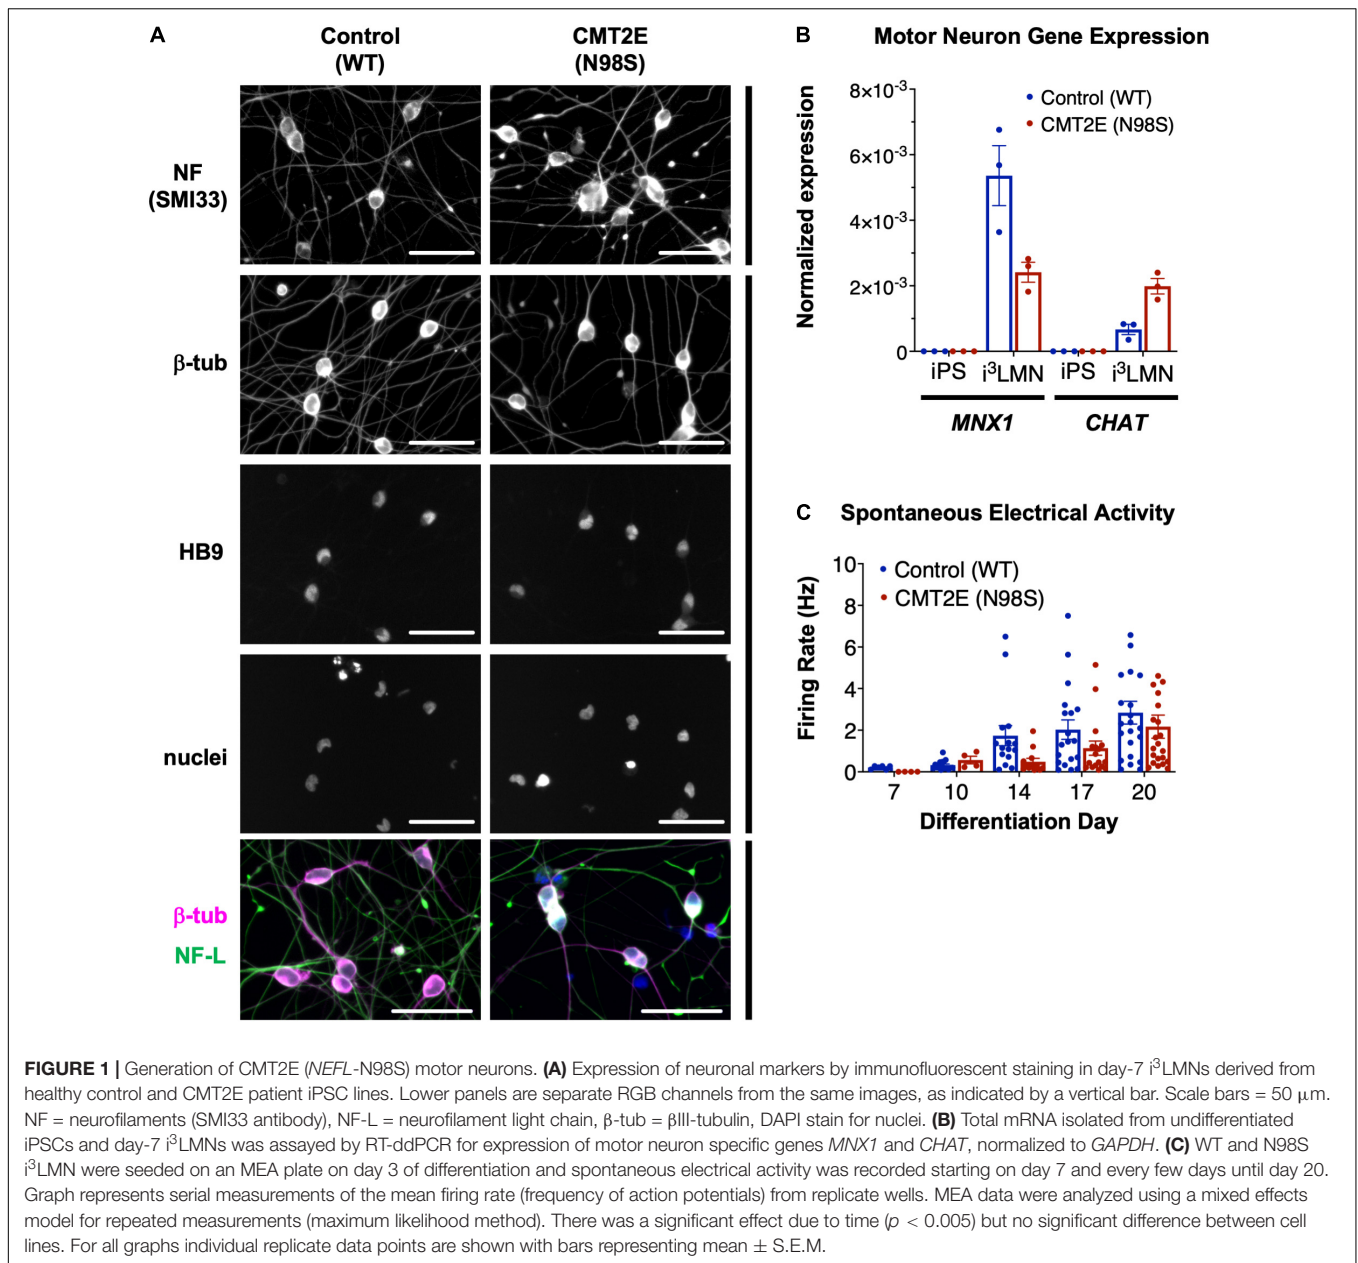 A
Control
(WT)
CMT2E
(N98S)
NF
(SMI33)
β-tub
HB9
nuclei
β-tub
NF-L
B
Motor Neuron Gene Expression
Normalized expression
8×10⁻³
6×10⁻³
4×10⁻³
2×10⁻³
0
Control (WT)
CMT2E (N98S)
iPS
i³LMN
iPS
i³LMN
MNX1
CHAT
C
Spontaneous Electrical Activity
Firing Rate (Hz)
10
8
6
4
2
0
Control (WT)
CMT2E (N98S)
7
10
14
17
20
Differentiation Day
FIGURE 1 | Generation of CMT2E (NEFL-N98S) motor neurons. (A) Expression of neuronal markers by immunofluorescent staining in day-7 i³LMNs derived from
healthy control and CMT2E patient iPSC lines. Lower panels are separate RGB channels from the same images, as indicated by a vertical bar. Scale bars = 50 μm.
NF = neurofilaments (SMI33 antibody), NF-L = neurofilament light chain, β-tub = βIII-tubulin, DAPI stain for nuclei. (B) Total mRNA isolated from undifferentiated
iPSCs and day-7 i³LMNs was assayed by RT-ddPCR for expression of motor neuron specific genes MNX1 and CHAT, normalized to GAPDH. (C) WT and N98S
i³LMN were seeded on an MEA plate on day 3 of differentiation and spontaneous electrical activity was recorded starting on day 7 and every few days until day 20.
Graph represents serial measurements of the mean firing rate (frequency of action potentials) from replicate wells. MEA data were analyzed using a mixed effects
model for repeated measurements (maximum likelihood method). There was a significant effect due to time (p < 0.005) but no significant difference between cell
lines. For all graphs individual replicate data points are shown with bars representing mean ± S.E.M.